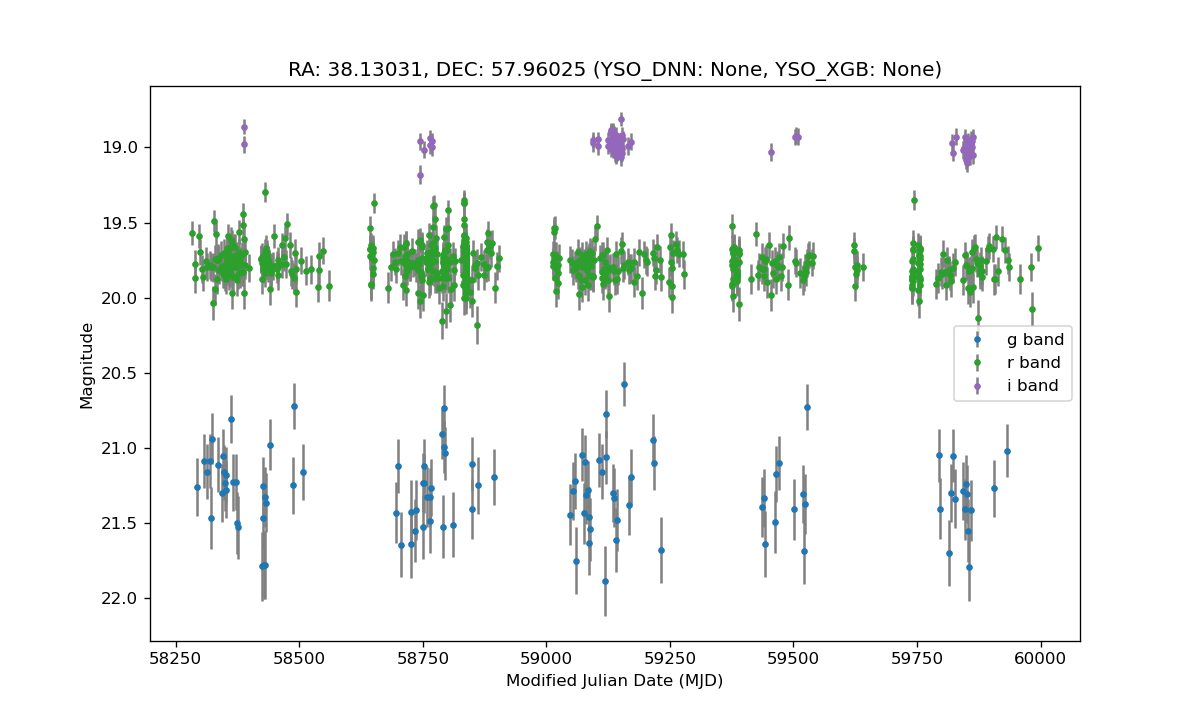 RA: 38.13031, DEC: 57.96025 (YSO_DNN: None, YSO_XGB: None)
Magnitude
19.0
19.5
20.0
20.5
21.0
21.5
22.0
g band
r band
i band
58250 58500 58750 59000 59250 59500 59750 60000
Modified Julian Date (MJD)